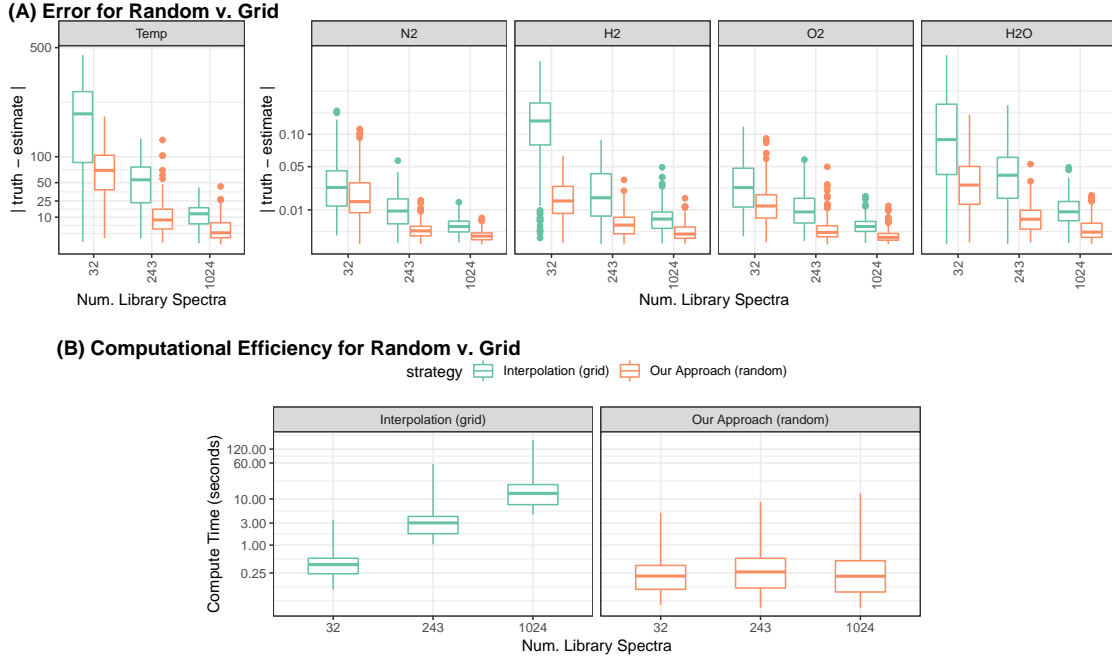 (A) Error for Random v. Grid
Temp
N2
H2
O2
H2O
| truth − estimate |
500
100
50
25
10
32
243
1024
Num. Library Spectra
| truth − estimate |
0.10
0.05
0.01
32
243
1024
32
243
1024
32
243
1024
32
243
1024
Num. Library Spectra
(B) Computational Efficiency for Random v. Grid
strategy Interpolation (grid) Our Approach (random)
Interpolation (grid)
Our Approach (random)
Compute Time (seconds)
120.00
60.00
10.00
3.00
1.00
0.25
32 243 1024
32 243 1024
Num. Library Spectra